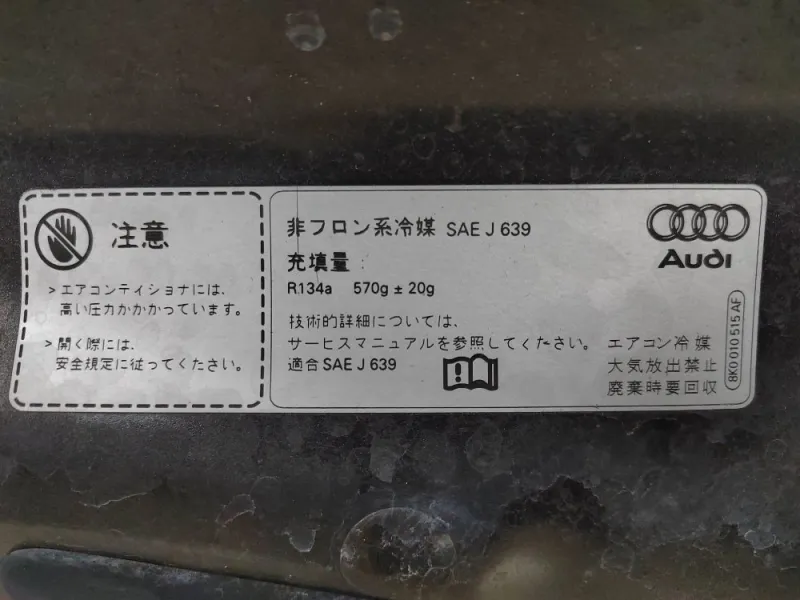 注意
> エアコンディショナには、
高い圧力がかかっています。
> 開く際には、
安全規定に従ってください。
非フロン系冷媒 SAE J 639
充填量 :
R134a 570g ± 20g
技術的詳細については、
サービスマニュアルを参照してください。
適合 SAE J 639
Audi
エアコン冷媒
大気放出禁止
廃棄時要回収
8K0 010 515 AF